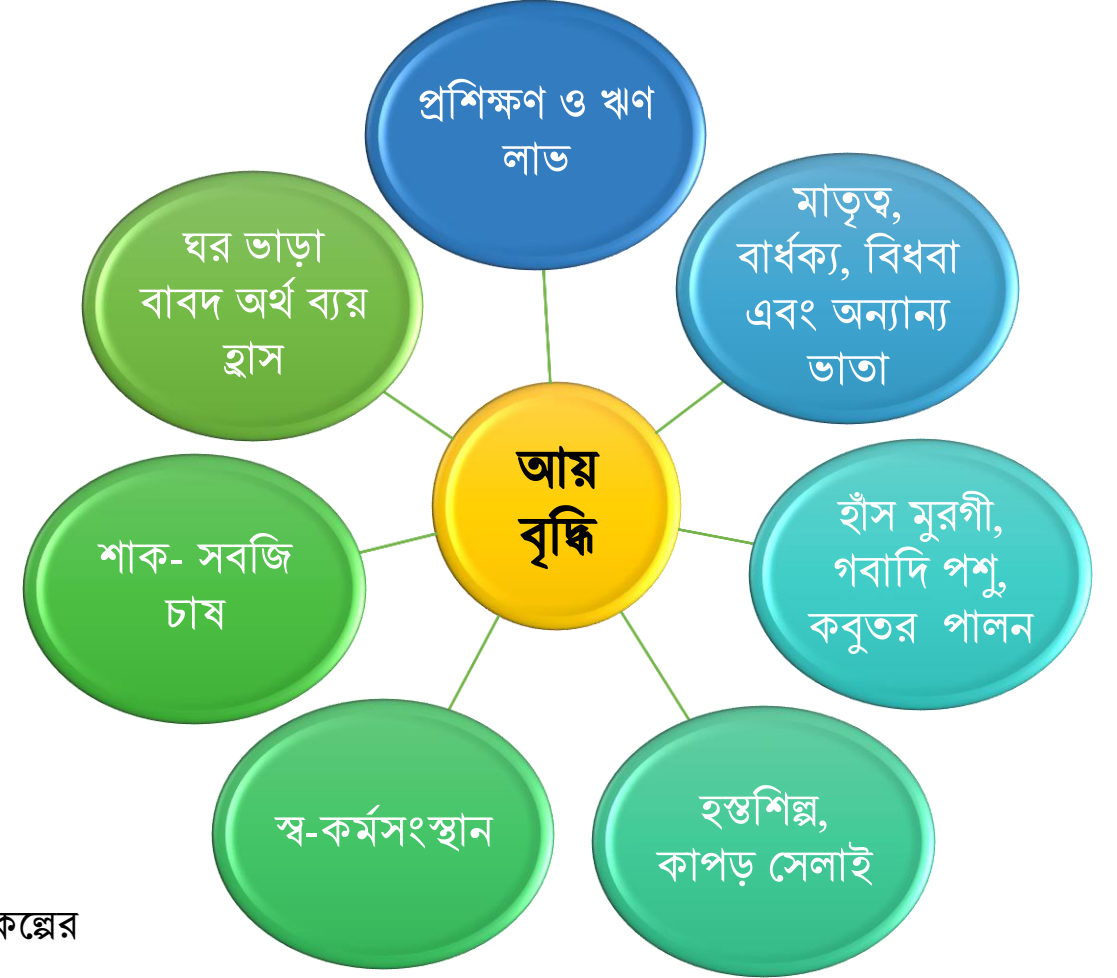 প্রশিক্ষণ ও ঋণ
লাভ
মাতৃত্ব,
বার্ধক্য, বিধবা
এবং অন্যান্য
ভাতা
হাঁস মুরগী,
গবাদি পশু,
কবুতর পালন
হস্তশিল্প,
কাপড় সেলাই
স্ব-কর্মসংস্থান
শাক- সবজি
চাষ
ঘর ভাড়া
বাবদ অর্থ ব্যয়
হ্রাস
আয়
বৃদ্ধি